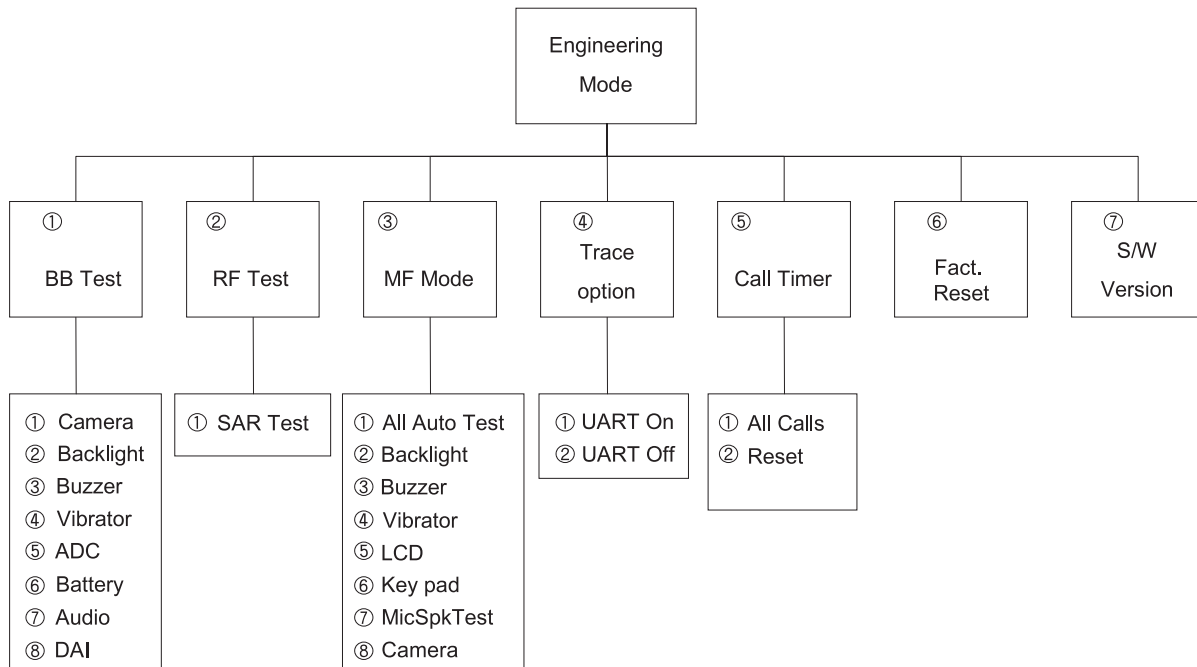 Engineering
Mode
①
BB Test
②
RF Test
③
MF Mode
④
Trace
option
⑤
Call Timer
⑥
Fact.
Reset
⑦
S/W
Version
① Camera
② Backlight
③ Buzzer
④ Vibrator
⑤ ADC
⑥ Battery
⑦ Audio
⑧ DAI
① SAR Test
① All Auto Test
② Backlight
③ Buzzer
④ Vibrator
⑤ LCD
⑥ Key pad
⑦ MicSpkTest
⑧ Camera
① UART On
② UART Off
① All Calls
② Reset